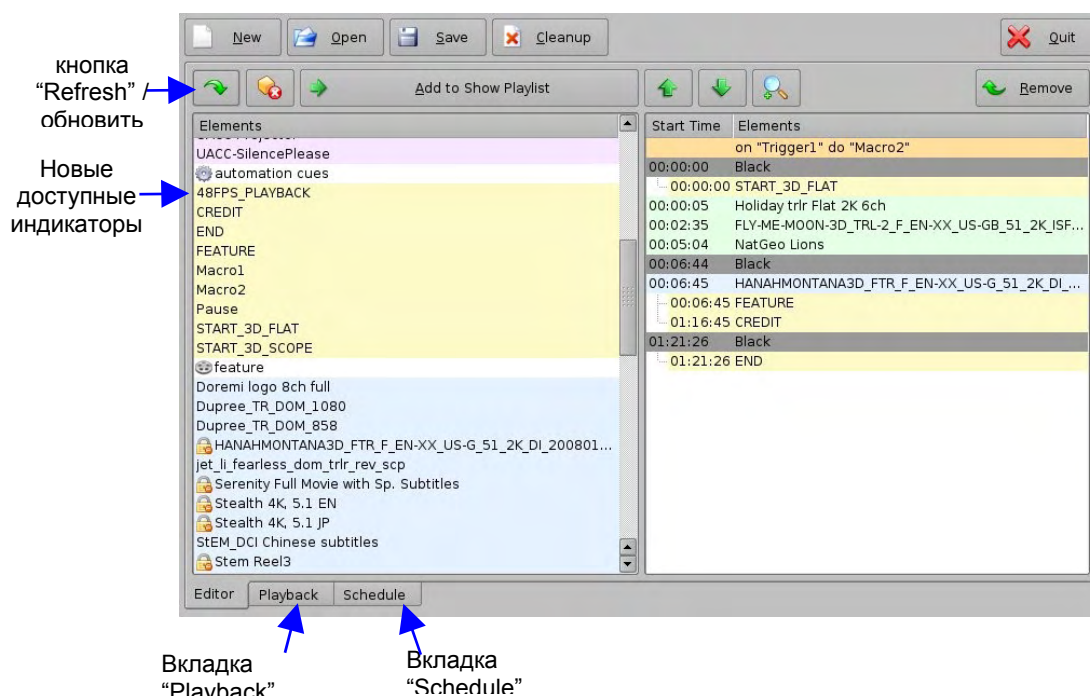 New Open Save Cleanup Quit
кнопка
“Refresh” /
обновить
Add to Show Playlist Remove
Новые
доступные
индикаторы
Elements
UACC-SilencePlease
automation cues
48FPS_PLAYBACK
CREDIT
END
FEATURE
Macro1
Macro2
Pause
START_3D_FLAT
START_3D_SCOPE
feature
Doremi logo 8ch full
Dupree_TR_DOM_1080
Dupree_TR_DOM_858
HANAHMONTANA3D_FTR_F_EN-XX_US-G_51_2K_DI_200801...
jet_li_fearless_dom_trlr_rev_scp
Serenity Full Movie with Sp. Subtitles
Stealth 4K, 5.1 EN
Stealth 4K, 5.1 JP
StEM_DCI Chinese subtitles
Stem Reel3
Start Time Elements
on "Trigger1" do "Macro2"
00:00:00 Black
00:00:00 START_3D_FLAT
00:00:05 Holiday trlr Flat 2K 6ch
00:02:35 FLY-ME-MOON-3D_TRL-2_F_EN-XX_US-GB_51_2K_ISF...
00:05:04 NatGeo Lions
00:06:44 Black
00:06:45 HANAHMONTANA3D_FTR_F_EN-XX_US-G_51_2K_DI_...
00:06:45 FEATURE
01:16:45 CREDIT
01:21:26 Black
01:21:26 END
Editor Playback Schedule
Вкладка
“Playback”
Вкладка
“Schedule”